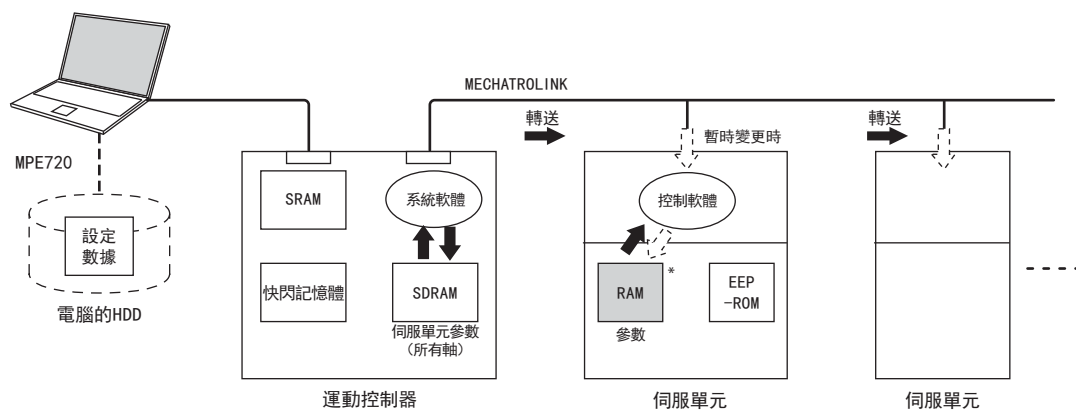 MECHATROLINK
轉送
暫時變更時
轉送
MPE720
設定
數據
電腦的HDD
SRAM
系統軟體
快閃記憶體
SDRAM
伺服單元參數
(所有軸)
運動控制器
控制軟體
RAM
*
參數
EEP
-ROM
伺服單元
伺服單元